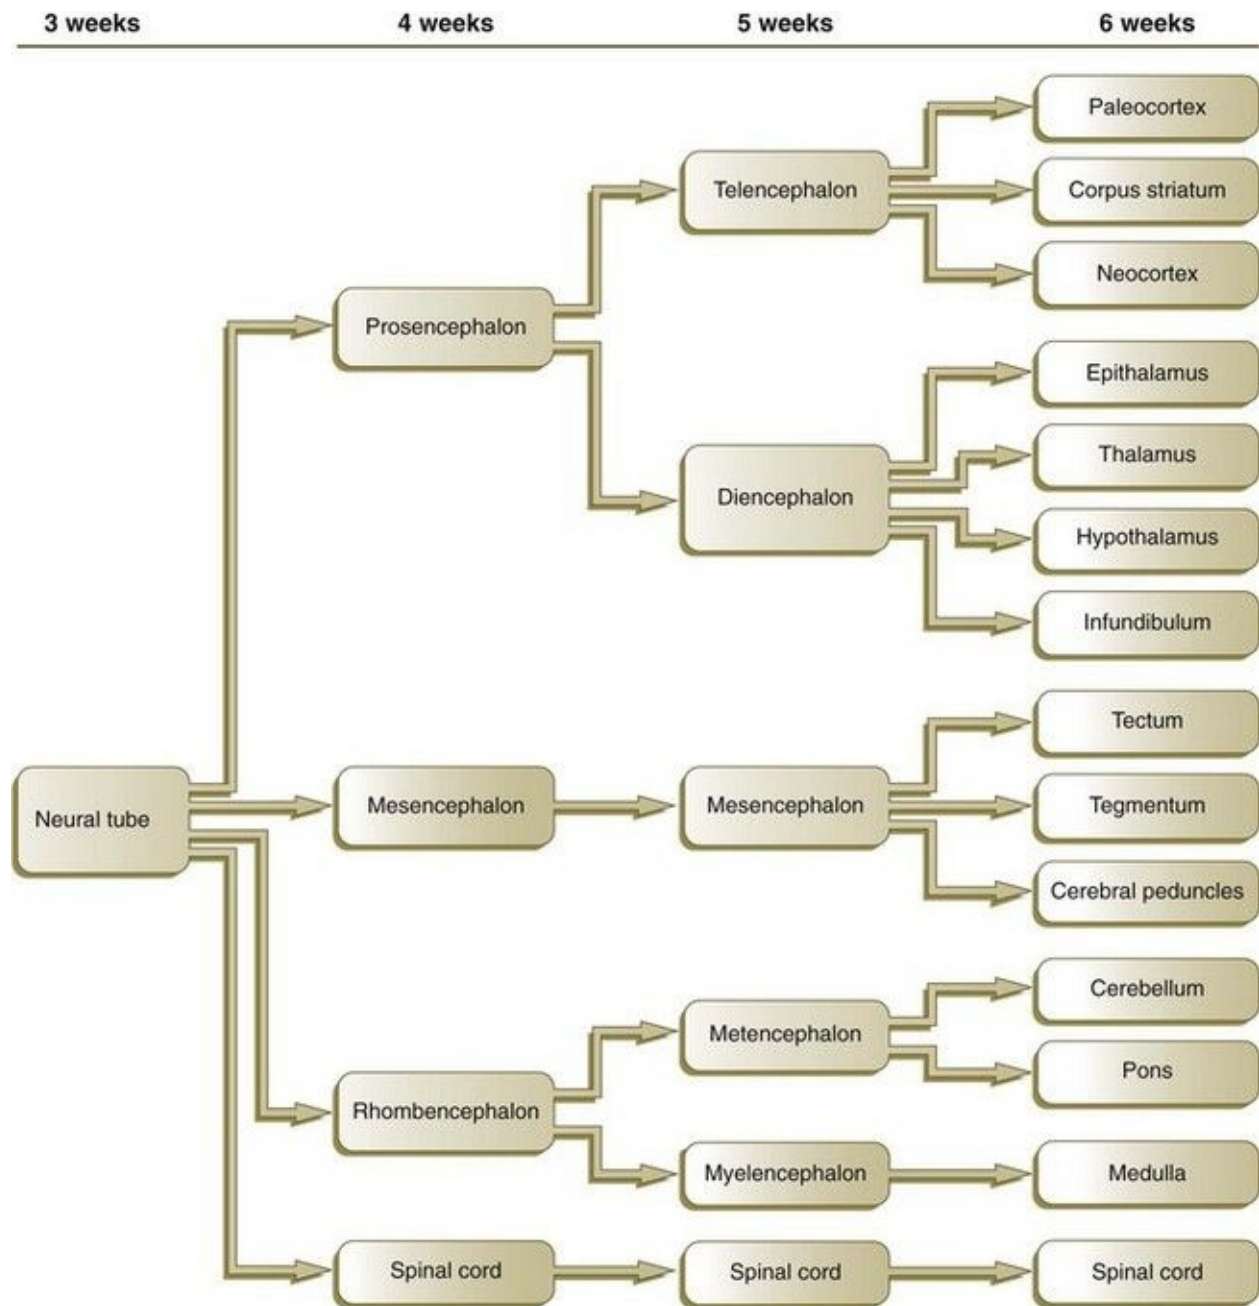 3 weeks 4 weeks 5 weeks 6 weeks
Paleocortex
Telencephalon
Corpus striatum
Neocortex
Prosencephalon
Epithalamus
Thalamus
Diencephalon
Hypothalamus
Infundibulum
Tectum
Neural tube
Mesencephalon
Mesencephalon
Tegmentum
Cerebral peduncles
Cerebellum
Metencephalon
Pons
Rhombencephalon
Myelencephalon
Medulla
Spinal cord
Spinal cord
Spinal cord